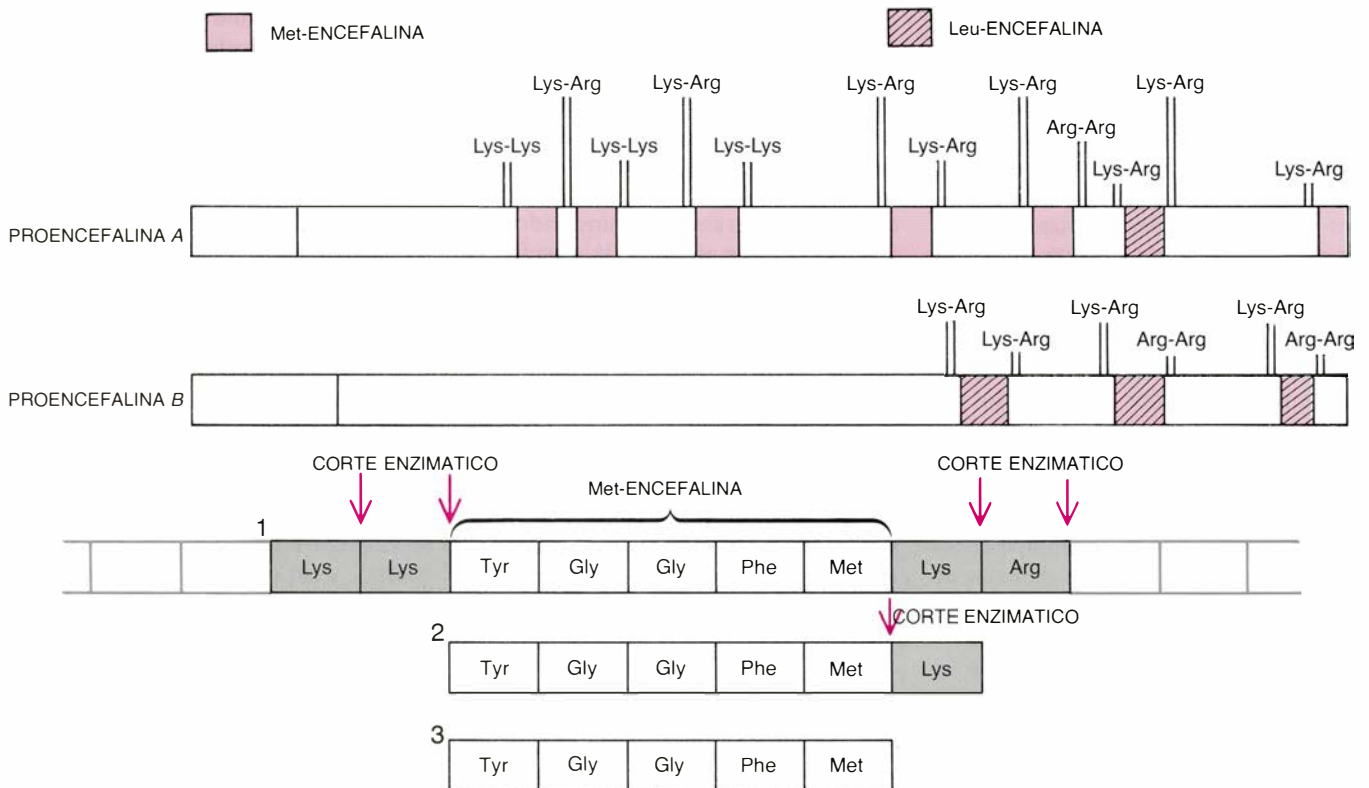 Met-ENCEFALINA
Leu-ENCEFALINA
Lys-Arg Lys-Arg Lys-Arg Lys-Arg Lys-Arg
Arg-Arg
Lys-Lys Lys-Lys Lys-Lys Lys-Arg
Lys-Arg Lys-Arg
PROENCEFALINA A
Lys-Arg Lys-Arg Lys-Arg
Lys-Arg Arg-Arg Arg-Arg
PROENCEFALINA B
CORTE ENZIMATICO CORTE ENZIMATICO
Met-ENCEFALINA
1
Lys Lys Tyr Gly Gly Phe Met Lys Arg
CORTE ENZIMATICO
2
Tyr Gly Gly Phe Met Lys
3
Tyr Gly Gly Phe Met